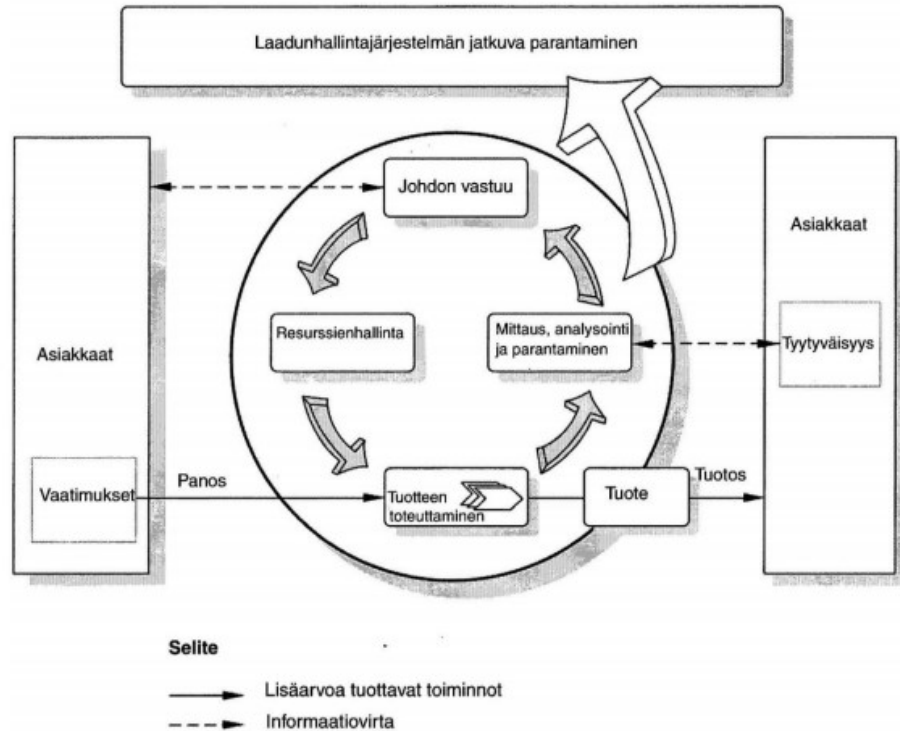 Laadunhallintajärjestelmän jatkuva parantaminen
Johdon vastuu
Asiakkaat
Resurssienhallinta
Mittaus, analysointi
ja parantaminen
Tyytyväisyys
Asiakkaat
Vaatimukset
Panos
Tuotteen
toteuttaminen
Tuote
Tuotos
Selite
Lisäarvoa tuottavat toiminnot
Informaatiovirta